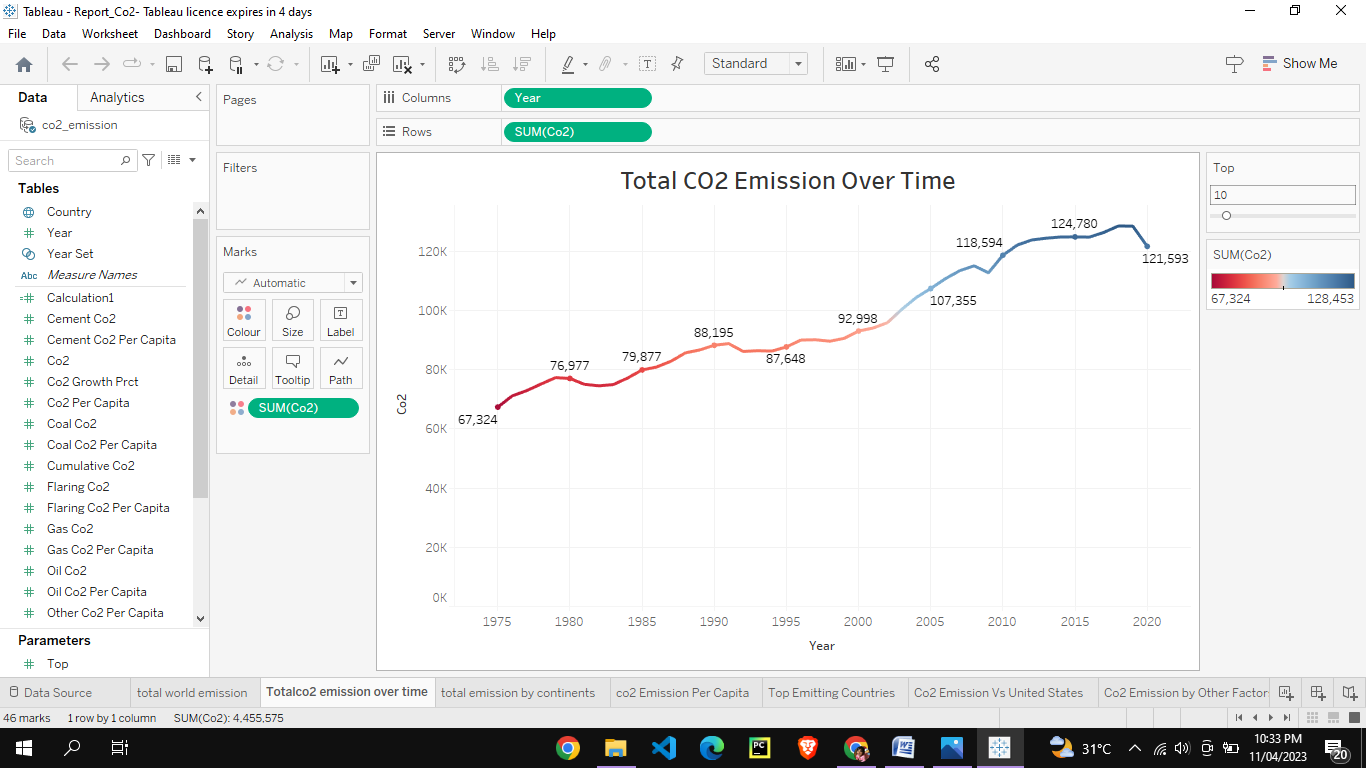 Tableau - Report_Co2- Tableau licence expires in 4 days
File Data Worksheet Dashboard Story Analysis Map Format Server Window Help
Standard
Show Me
Data Analytics
co2_emission
Search
Tables
Country
Year
Year Set
Abc Measure Names
Calculation1
Cement Co2
Cement Co2 Per Capita
Co2
Co2 Growth Prct
Co2 Per Capita
Coal Co2
Coal Co2 Per Capita
Cumulative Co2
Flaring Co2
Flaring Co2 Per Capita
Gas Co2
Gas Co2 Per Capita
Oil Co2
Oil Co2 Per Capita
Other Co2 Per Capita
Parameters
Top
Pages
Filters
Marks
Automatic
Colour Size Label
Detail Tooltip Path
SUM(Co2)
Columns Year
Rows SUM(Co2)
Total CO2 Emission Over Time
120K
100K
80K
60K
40K
20K
0K
Co2
67,324
76,977
79,877
88,195
87,648
92,998
107,355
118,594
124,780
121,593
1975 1980 1985 1990 1995 2000 2005 2010 2015 2020
Year
Top
10
SUM(Co2)
67,324 128,453
Data Source total world emission Totalco2 emission over time total emission by continents co2 Emission Per Capita Top Emitting Countries Co2 Emission Vs United States Co2 Emission by Other Factor
46 marks 1 row by 1 column SUM(Co2): 4,455,575
PC
W
31°C
10:33 PM
11/04/2023
20